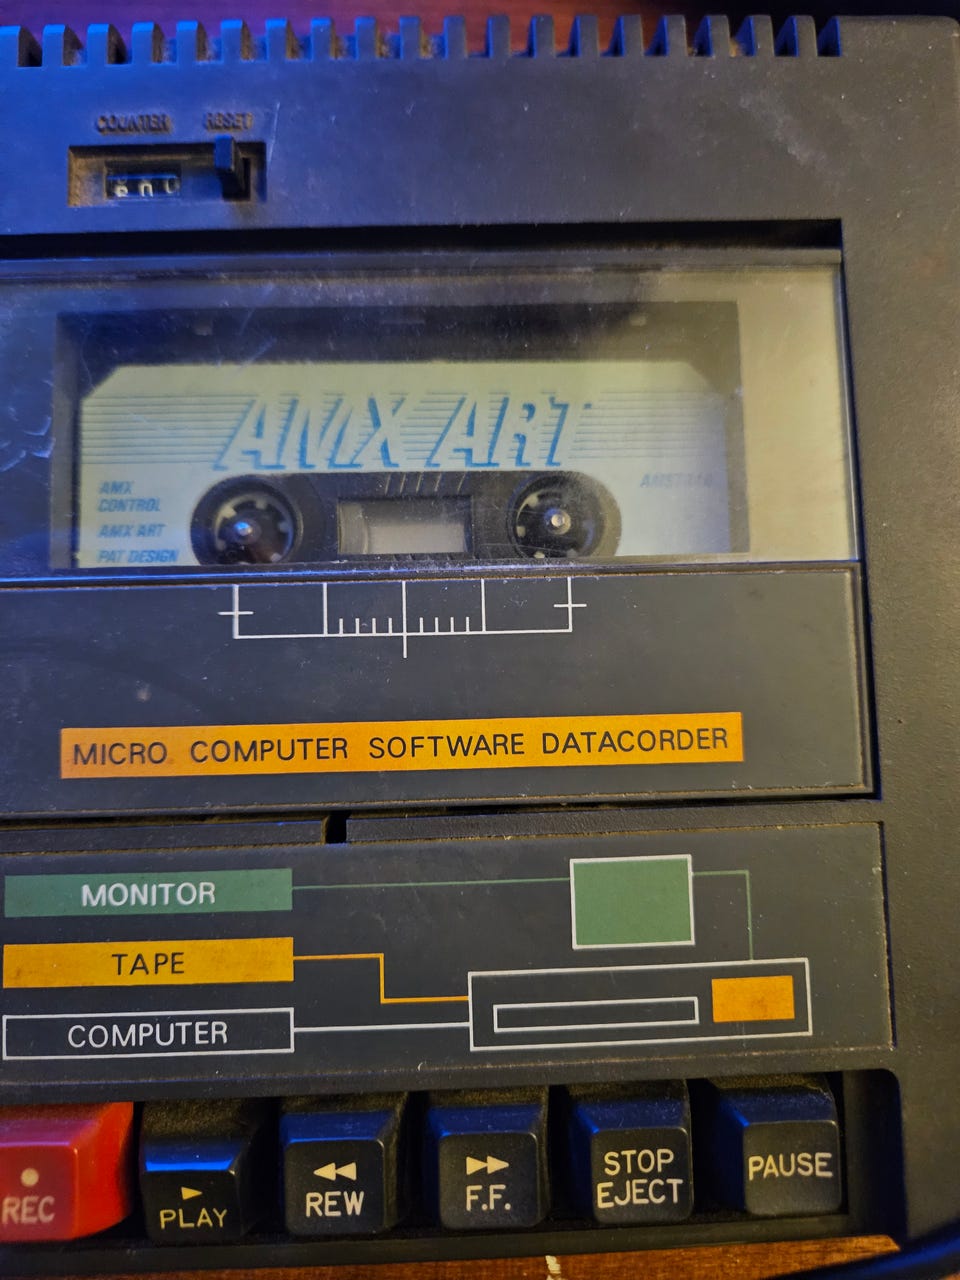 COUNTER RESET
AMX ART
AMX
CONTROL
AMX ART
PAT DESIGN
MICRO COMPUTER SOFTWARE DATACORDER
MONITOR
TAPE
COMPUTER
REC
PLAY
REW
F.F.
STOP
EJECT
PAUSE